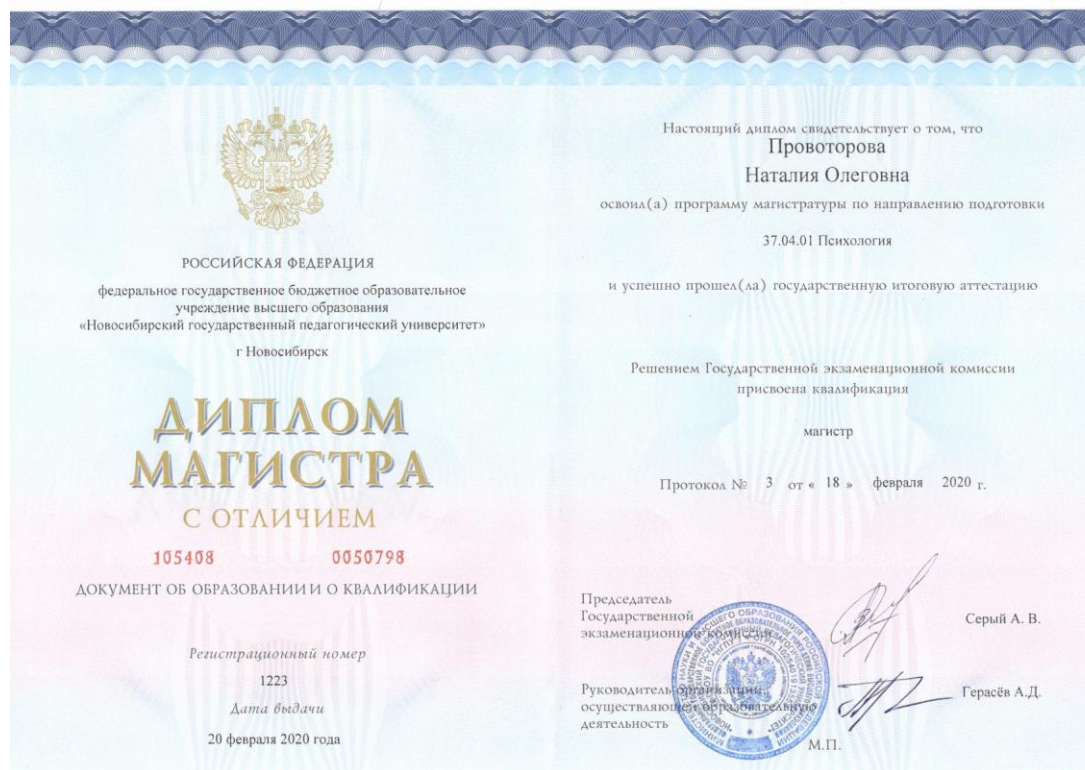 РОССИЙСКАЯ ФЕДЕРАЦИЯ
федеральное государственное бюджетное образовательное
учреждение высшего образования
«Новосибирский государственный педагогический университет»
г Новосибирск
ДИПЛОМ
МАГИСТРА
С ОТЛИЧИЕМ
105408 0050798
ДОКУМЕНТ ОБ ОБРАЗОВАНИИ И О КВАЛИФИКАЦИИ
Регистрационный номер
1223
Дата выдачи
20 февраля 2020 года
Настоящий диплом свидетельствует о том, что
Провоторова
Наталия Олеговна
освоил(а) программу магистратуры по направлению подготовки
37.04.01 Психология
и успешно прошел(ла) государственную итоговую аттестацию
Решением Государственной экзаменационной комиссии
присвоена квалификация
магистр
Протокол № 3 от « 18 » февраля 2020 г.
Председатель
Государственной
экзаменационной комиссии
Серый А. В.
Руководитель организации,
осуществляющей образовательную
деятельность
Герасёв А.Д.
М.П.